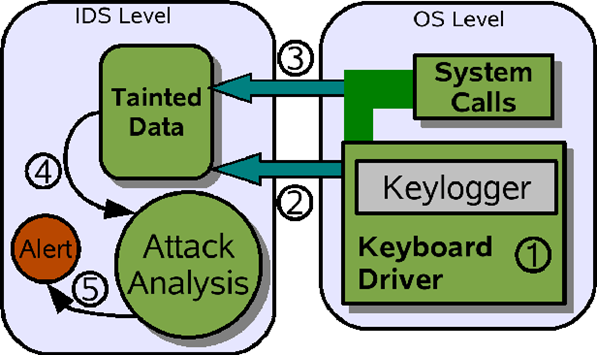 IDS Level
OS Level
Tainted
Data
3
System
Calls
4
2
Keylogger
Alert
Attack
Analysis
Keyboard
Driver
1
5